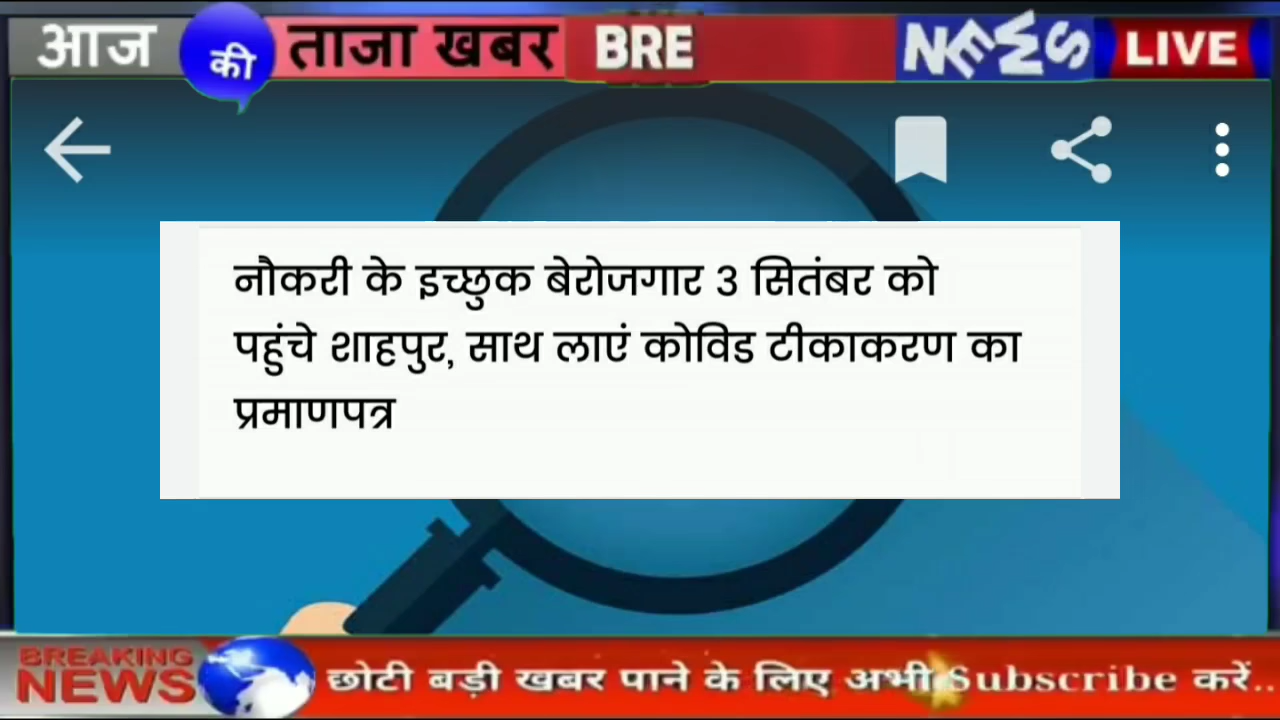 आज की ताजा खबर BRE NEWS LIVE
नौकरी के इच्छुक बेरोजगार 3 सितंबर को
पहुंचे शाहपुर, साथ लाएं कोविड टीकाकरण का
प्रमाणपत्र
BREAKING
NEWS
छोटी बड़ी खबर पाने के लिए अभी Subscribe करें..